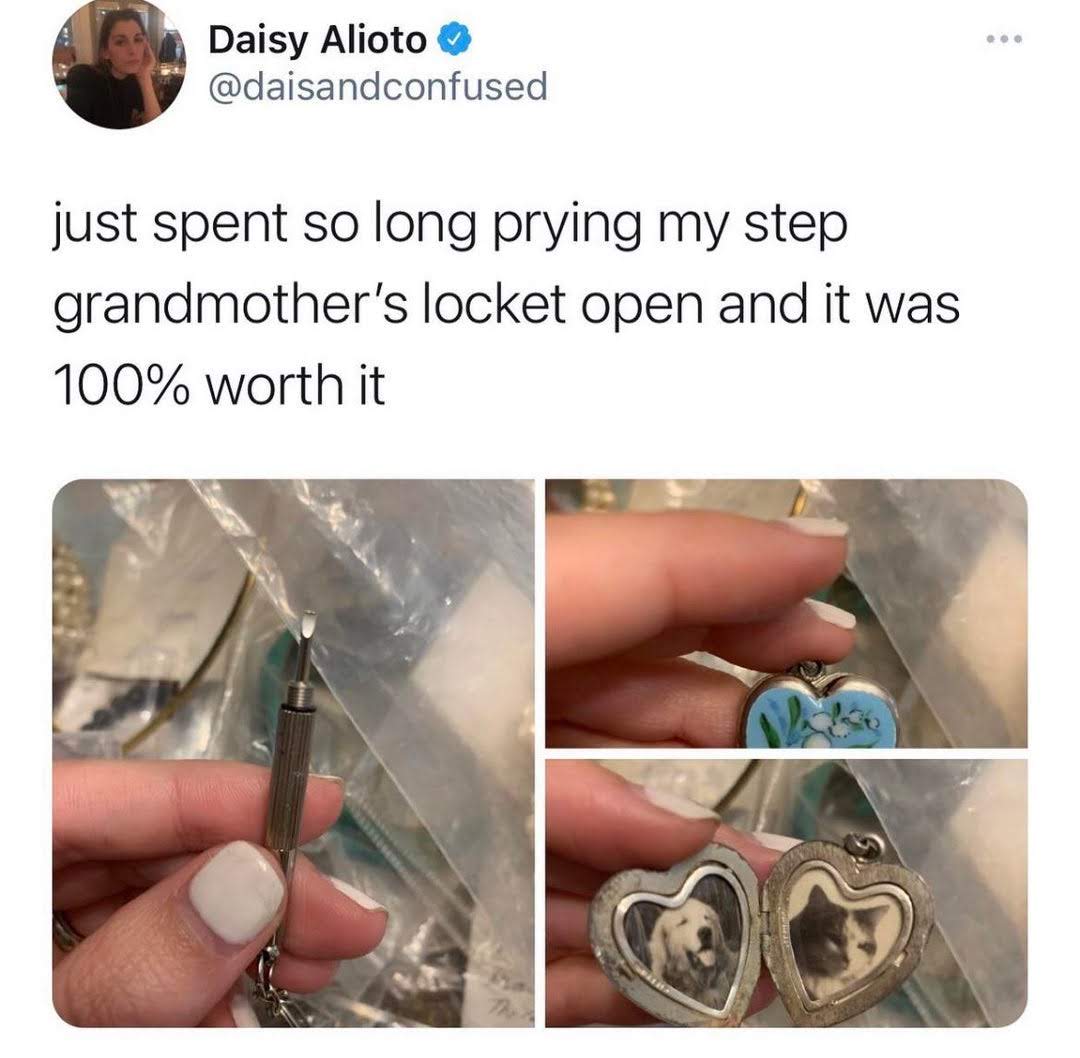 Daisy Alioto
@daisandconfused
just spent so long prying my step
grandmother's locket open and it was
100% worth it